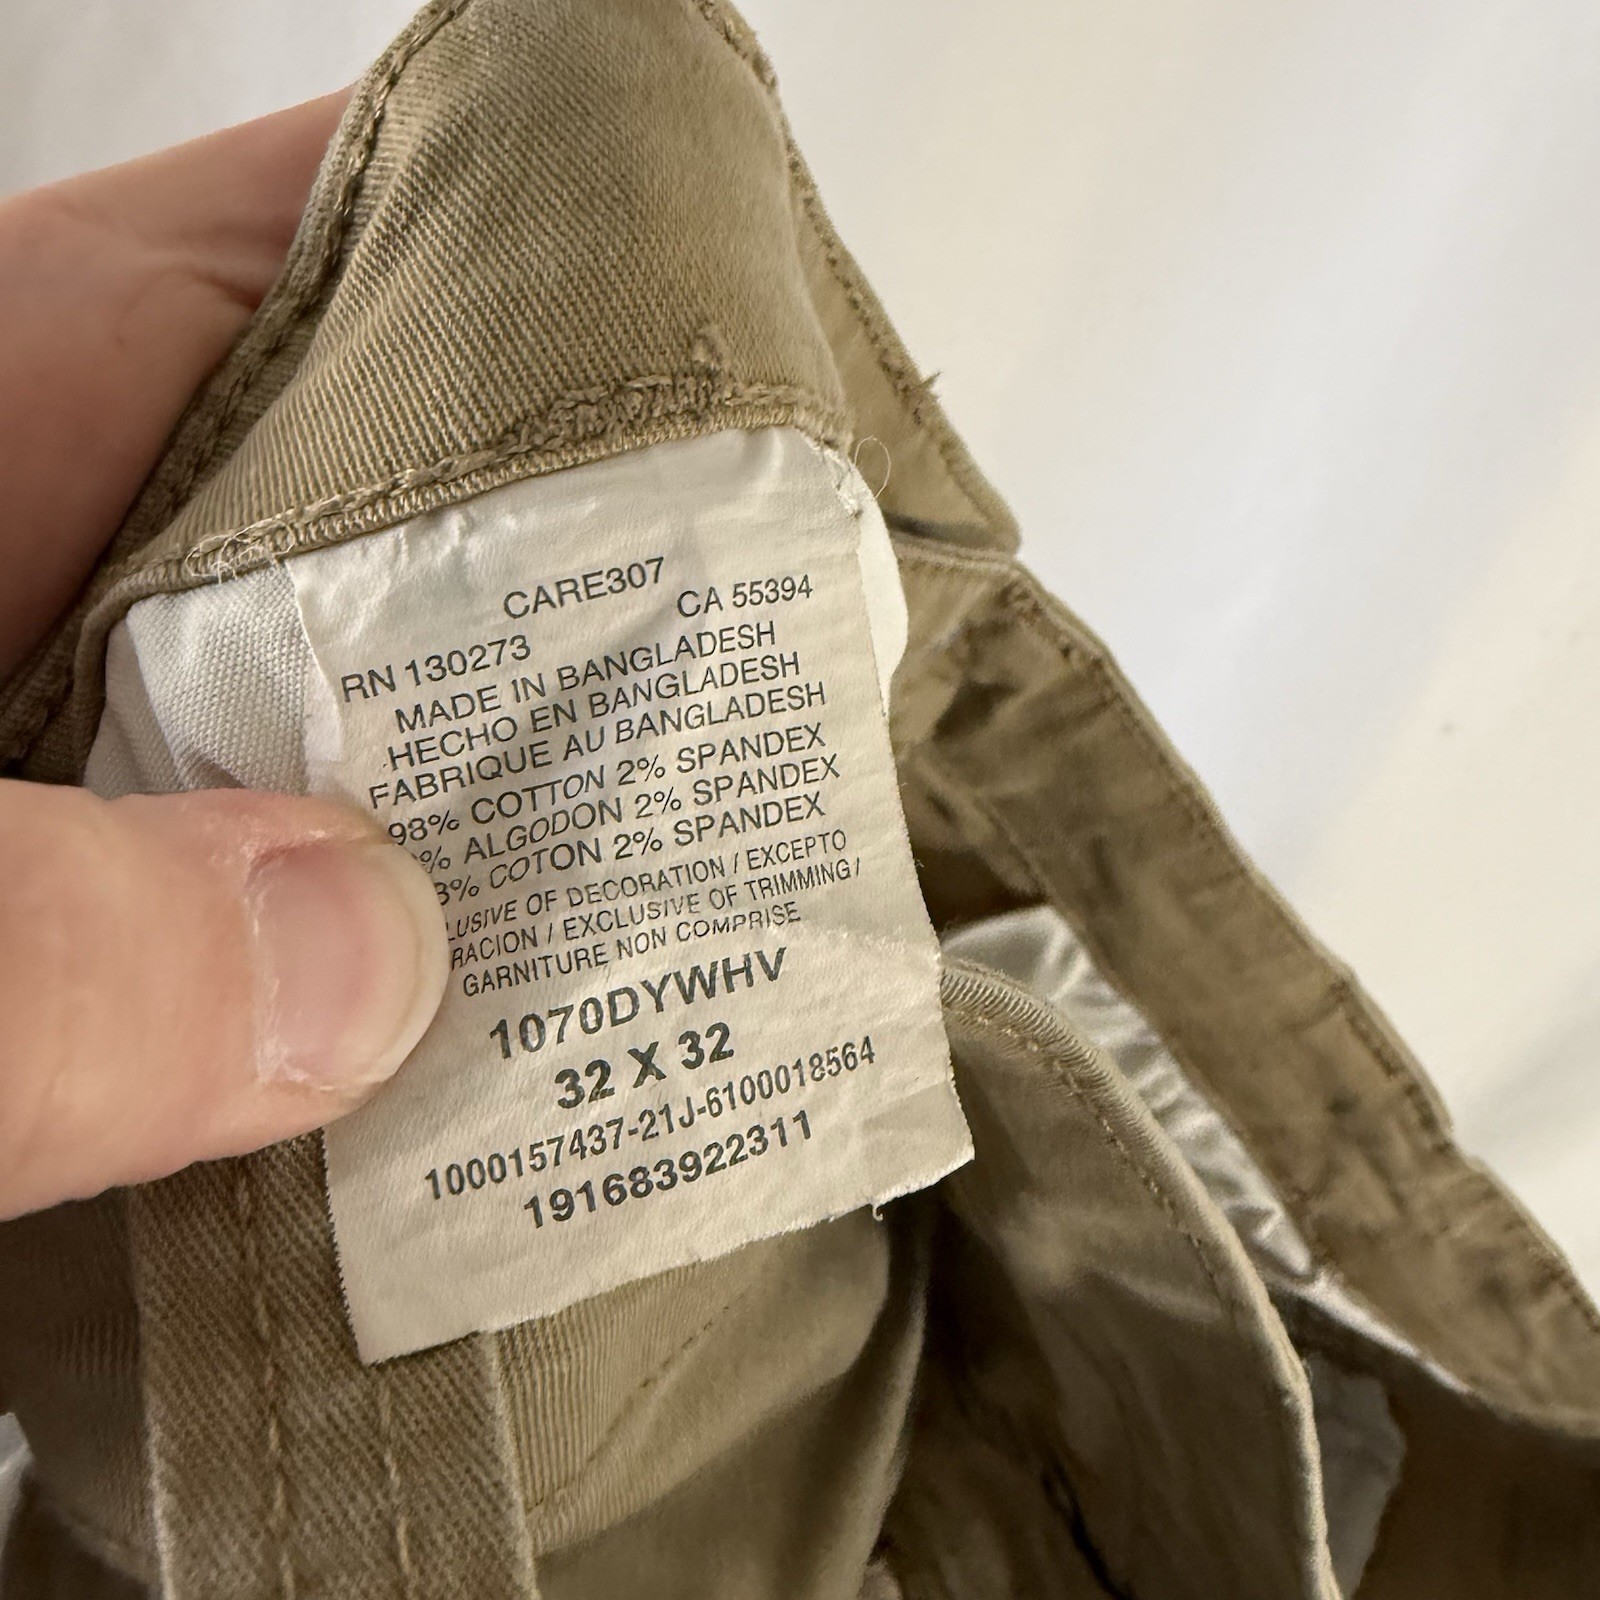 CARE307
RN 130273 CA 55394
MADE IN BANGLADESH
HECHO EN BANGLADESH
FABRIQUE AU BANGLADESH
98% COTTON 2% SPANDEX
% ALGODON 2% SPANDEX
8% COTON 2% SPANDEX
LUSIVE OF DECORATION / EXCEPTO
RACION / EXCLUSIVE OF TRIMMING /
GARNITURE NON COMPRISE
1070DYWHV
32 X 32
1000157437-21J-6100018564
191683922311